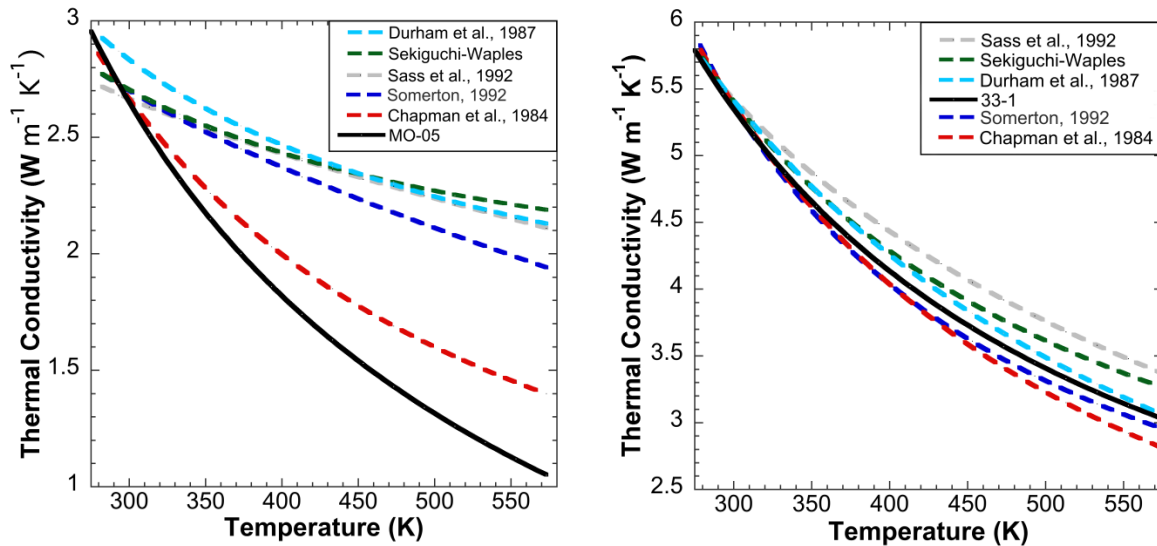 Thermal Conductivity (W m⁻¹ K⁻¹)
3
2.5
2
1.5
1
Durham et al., 1987
Sekiguchi-Waples
Sass et al., 1992
Somerton, 1992
Chapman et al., 1984
MO-05
300 350 400 450 500 550
Temperature (K)
Thermal Conductivity (W m⁻¹ K⁻¹)
6
5.5
5
4.5
4
3.5
3
2.5
Sass et al., 1992
Sekiguchi-Waples
Durham et al., 1987
33-1
Somerton, 1992
Chapman et al., 1984
300 350 400 450 500 550
Temperature (K)